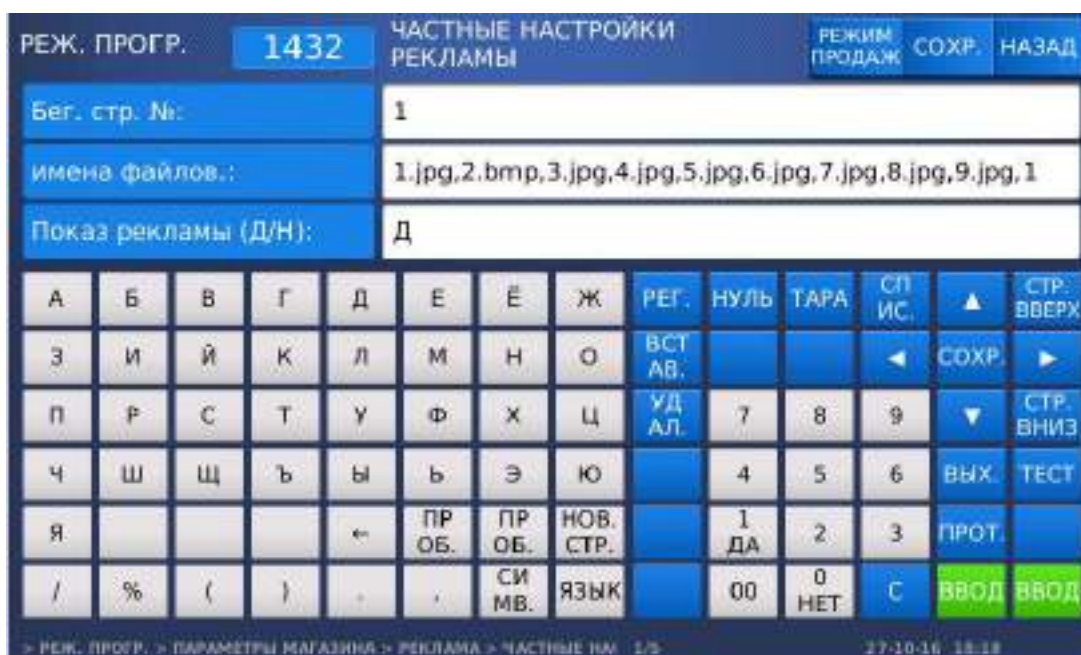 РЕЖ. ПРОГР. 1432 ЧАСТНЫЕ НАСТРОЙКИ РЕЖИМ СОХР. НАЗАД
РЕКЛАМЫ ПРОДАЖ
Бег. стр. №: 1
имена файлов.: 1.jpg,2.bmp,3.jpg,4.jpg,5.jpg,6.jpg,7.jpg,8.jpg,9.jpg,1
Показ рекламы (Д/Н): Д
А Б В Г Д Е Ё Ж РЕГ. НУЛЬ ТАРА СП ИС. ▲ СТР. ВВЕРХ
З И Й К Л М Н О ВСТ АВ. ◄ СОХР. ►
П Р С Т У Ф Х Ц УД АЛ. 7 8 9 ▼ СТР. ВНИЗ
Ч Ш Щ Ъ Ы Ь Э Ю 4 5 6 ВЫХ. ТЕСТ
Я ← ПР ОБ. ПР ОБ. НОВ. СТР. 1 ДА 2 3 ПРОТ.
/ % ( ) . , СИ МВ. ЯЗЫК 00 0 НЕТ С ВВОД ВВОД
> РЕЖ. ПРОГР. > ПАРАМЕТРЫ МАГАЗИНА > РЕКЛАМА > ЧАСТНЫЕ НАС 1/5 27-10-16 18:18